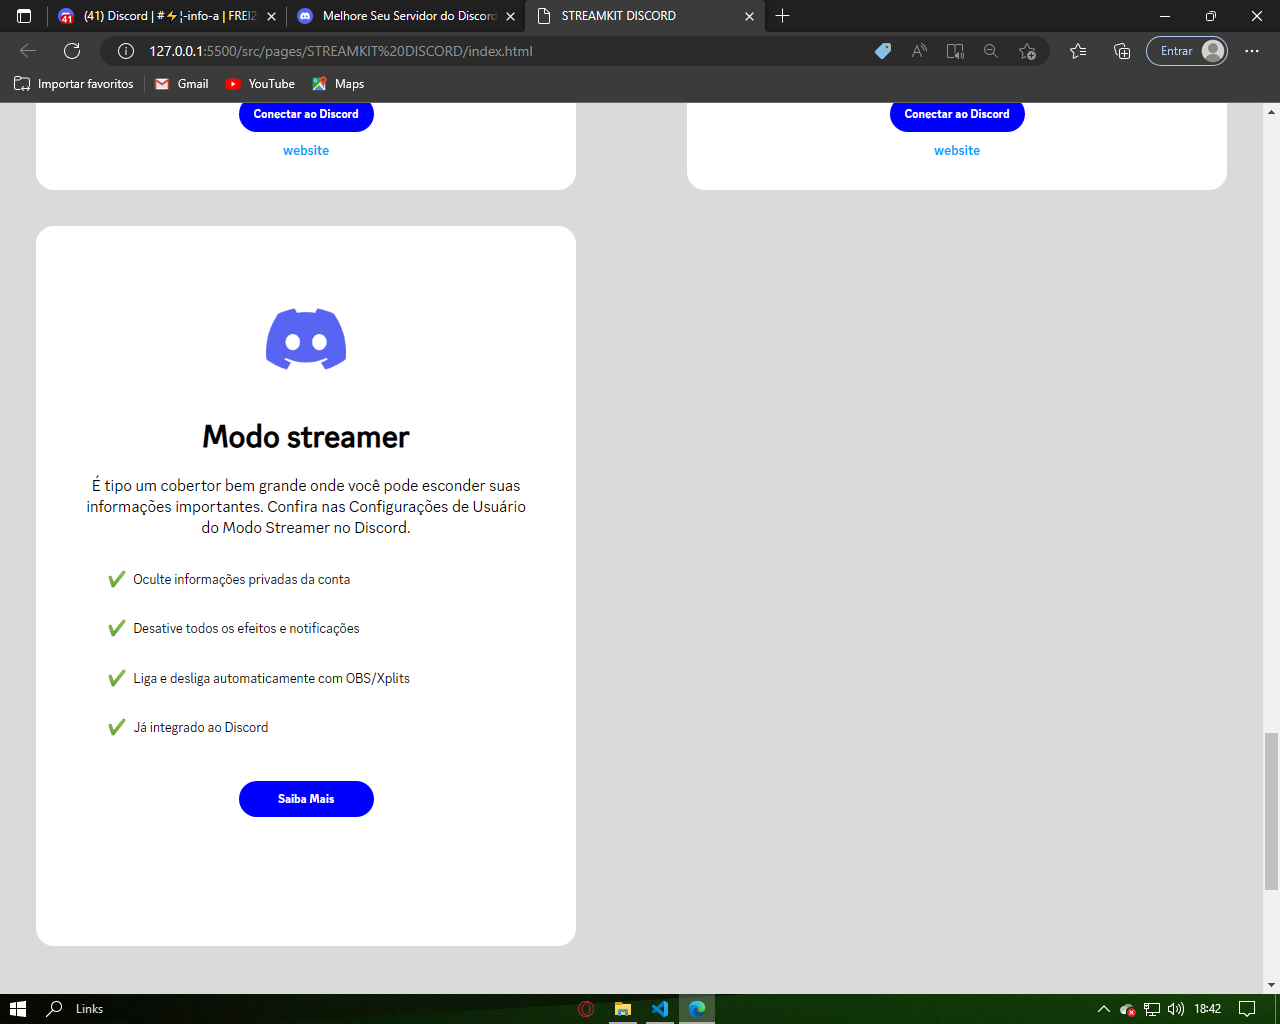 41
(41) Discord | #⚡¦-info-a | FREI2
Melhore Seu Servidor do Discord
STREAMKIT DISCORD
127.0.0.1:5500/src/pages/STREAMKIT%20DISCORD/index.html
Entrar
Importar favoritos
Gmail
YouTube
Maps
Conectar ao Discord
Conectar ao Discord
website
website
Modo streamer
É tipo um cobertor bem grande onde você pode esconder suas
informações importantes. Confira nas Configurações de Usuário
do Modo Streamer no Discord.
✔ Oculte informações privadas da conta
✔ Desative todos os efeitos e notificações
✔ Liga e desliga automaticamente com OBS/Xplits
✔ Já integrado ao Discord
Saiba Mais
Links
18:42